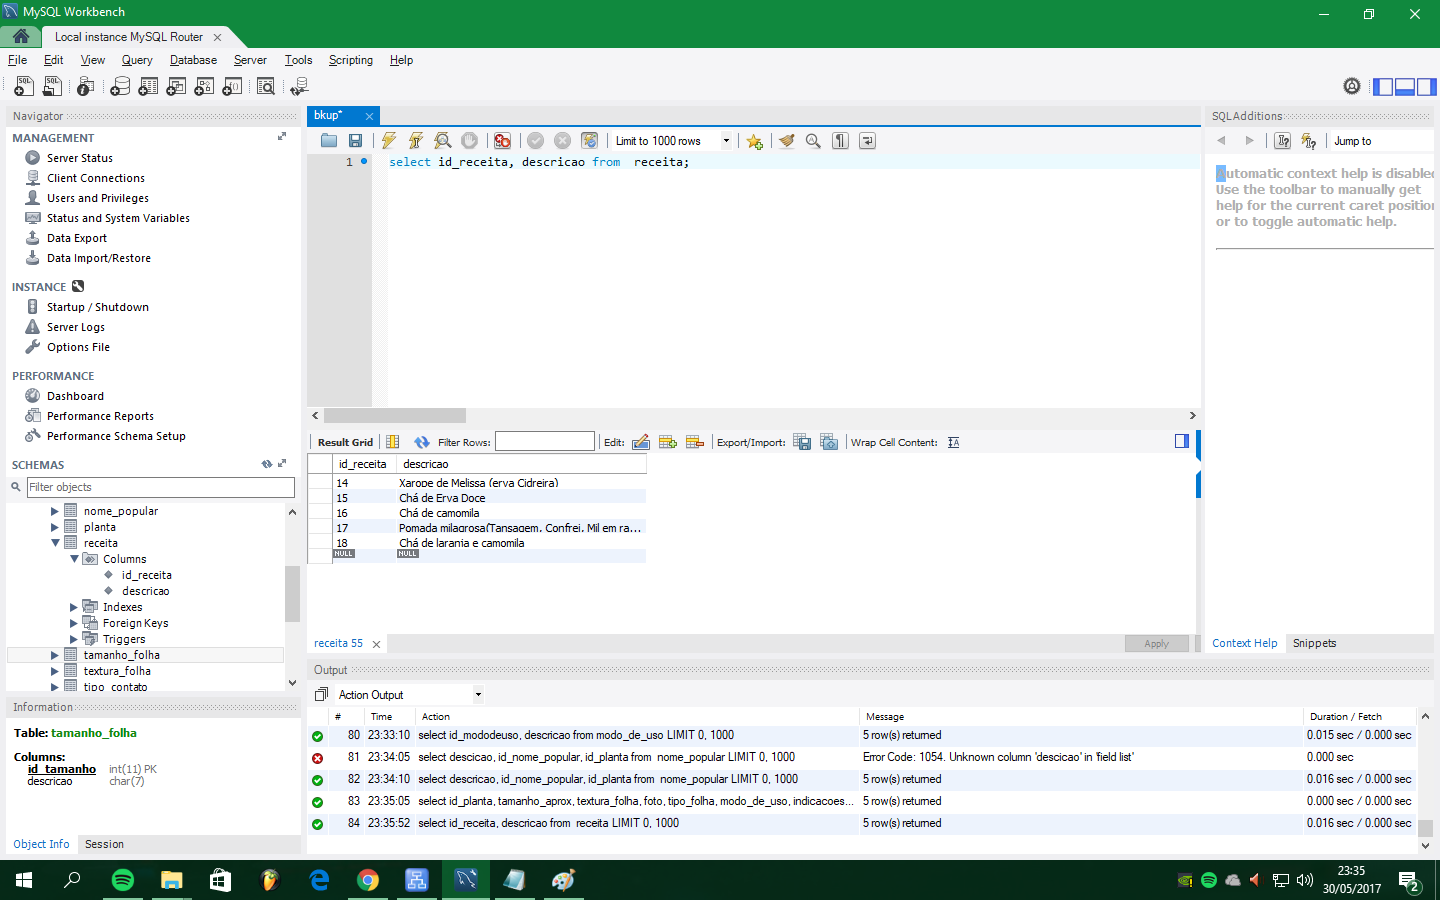 MySQL Workbench
Local instance MySQL Router
File Edit View Query Database Server Tools Scripting Help
Navigator
MANAGEMENT
Server Status
Client Connections
Users and Privileges
Status and System Variables
Data Export
Data Import/Restore
INSTANCE
Startup / Shutdown
Server Logs
Options File
PERFORMANCE
Dashboard
Performance Reports
Performance Schema Setup
SCHEMAS
Filter objects
nome_popular
planta
receita
Columns
id_receita
descricao
Indexes
Foreign Keys
Triggers
tamanho_folha
textura_folha
tipo_contato
Information
Table: tamanho_folha
Columns:
id_tamanho int(11) PK
descricao char(7)
Object Info Session
bkup*
Limit to 1000 rows
1 select id_receita, descricao from  receita;
Result Grid Filter Rows: Edit: Export/Import: Wrap Cell Content:
id_receita descricao
14 Xarope de Melissa (erva Cidreira)
15 Chá de Erva Doce
16 Chá de camomila
17 Pomada milagrosa(Tansagem, Confrei, Mil em ra...
18 Chá de laranja e camomila
NULL NULL
receita 55
Apply
SQLAdditions
Jump to
Automatic context help is disabled
Use the toolbar to manually get
help for the current caret position
or to toggle automatic help.
Context Help Snippets
Output
Action Output
# Time Action Message Duration / Fetch
80 23:33:10 select id_mododeuso, descricao from modo_de_uso LIMIT 0, 1000 5 row(s) returned 0.015 sec / 0.000 sec
81 23:34:05 select descicao, id_nome_popular, id_planta from  nome_popular LIMIT 0, 1000 Error Code: 1054. Unknown column 'descicao' in 'field list' 0.000 sec
82 23:34:10 select descricao, id_nome_popular, id_planta from  nome_popular LIMIT 0, 1000 5 row(s) returned 0.016 sec / 0.000 sec
83 23:35:05 select id_planta, tamanho_aprox, textura_folha, foto, tipo_folha, modo_de_uso, indicacoes... 5 row(s) returned 0.000 sec / 0.000 sec
84 23:35:52 select id_receita, descricao from  receita LIMIT 0, 1000 5 row(s) returned 0.016 sec / 0.000 sec
23:35
30/05/2017
2